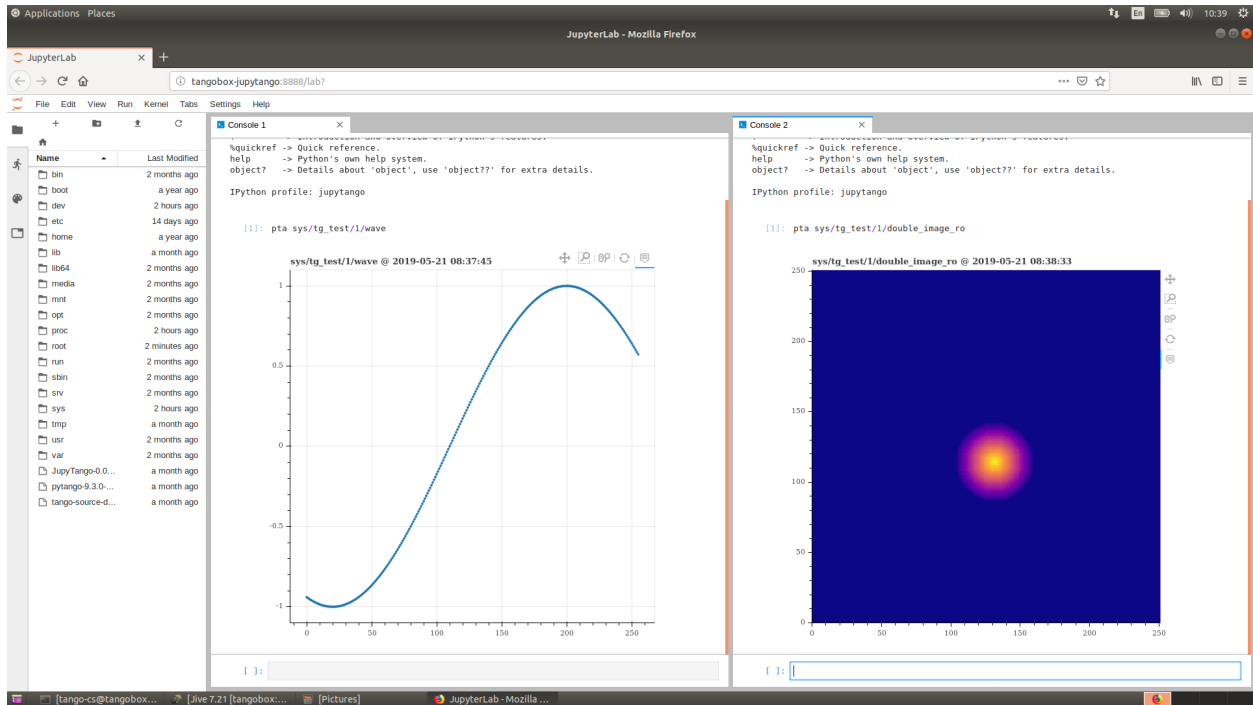 Applications Places
En
10:39
JupyterLab - Mozilla Firefox
JupyterLab
tangobox-jupytango:8888/lab?
File Edit View Run Kernel Tabs Settings Help
Name Last Modified
bin 2 months ago
boot a year ago
dev 2 hours ago
etc 14 days ago
home a year ago
lib a month ago
lib64 2 months ago
media 2 months ago
mnt 2 months ago
opt 2 months ago
proc 2 hours ago
root 2 minutes ago
run 2 months ago
sbin 2 months ago
srv 2 months ago
sys 2 hours ago
tmp a month ago
usr 2 months ago
var 2 months ago
JupyTango-0.0... a month ago
pytango-9.3.0-... a month ago
tango-source-d... a month ago
Console 1
%quickref -> Quick reference.
help -> Python's own help system.
object? -> Details about 'object', use 'object??' for extra details.
IPython profile: jupytango
[1]: pta sys/tg_test/1/wave
sys/tg_test/1/wave @ 2019-05-21 08:37:45
1
0.5
0
-0.5
-1
0 50 100 150 200 250
[ ]:
Console 2
%quickref -> Quick reference.
help -> Python's own help system.
object? -> Details about 'object', use 'object??' for extra details.
IPython profile: jupytango
[1]: pta sys/tg_test/1/double_image_ro
sys/tg_test/1/double_image_ro @ 2019-05-21 08:38:33
250
200
150
100
50
0
0 50 100 150 200 250
[ ]:
[tango-cs@tangobox... [Jive 7.21 [tangobox:... [Pictures] JupyterLab - Mozilla ...